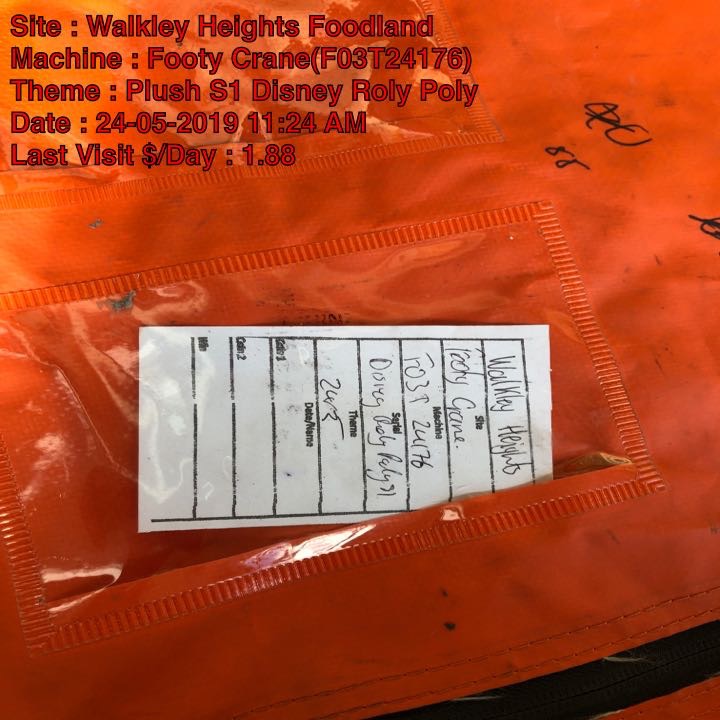 Site : Walkley Heights Foodland
Machine : Footy Crane(F03T24176)
Theme : Plush S1 Disney Roly Poly
Date : 24-05-2019 11:24 AM
Last Visit $/Day : 1.88
Walkley Heights
Site
Footy Crane.
Machine
F03T 24176
Serial
Disney Roly Poly S1
Theme
24/5
Date/Name
Coin 1
Coin 2
Win